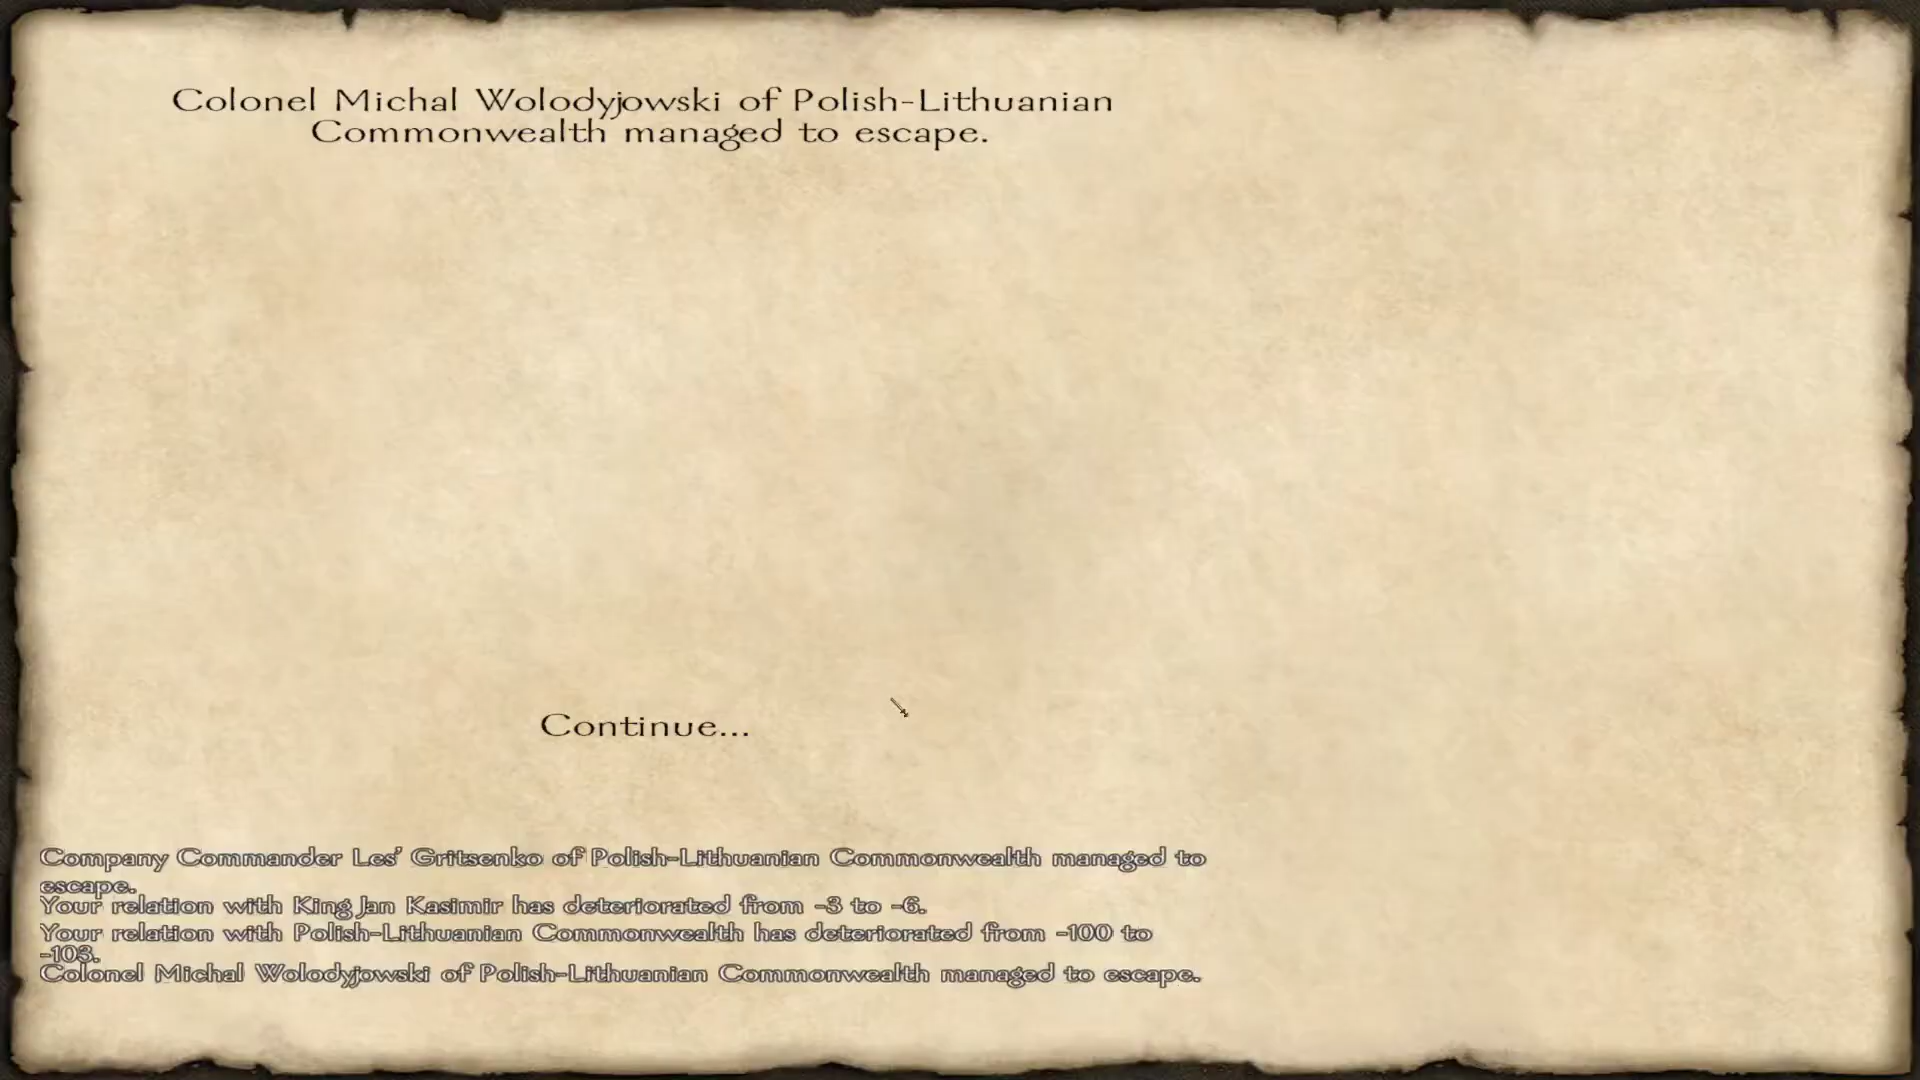 Colonel Michal Wolodyjowski of Polish-Lithuanian
Commonwealth managed to escape.
Continue...
Company Commander Les' Gritsenko of Polish-Lithuanian Commonwealth managed to
escape.
Your relation with King Jan Kasimir has deteriorated from -3 to -6.
Your relation with Polish-Lithuanian Commonwealth has deteriorated from -100 to
-103.
Colonel Michal Wolodyjowski of Polish-Lithuanian Commonwealth managed to escape.